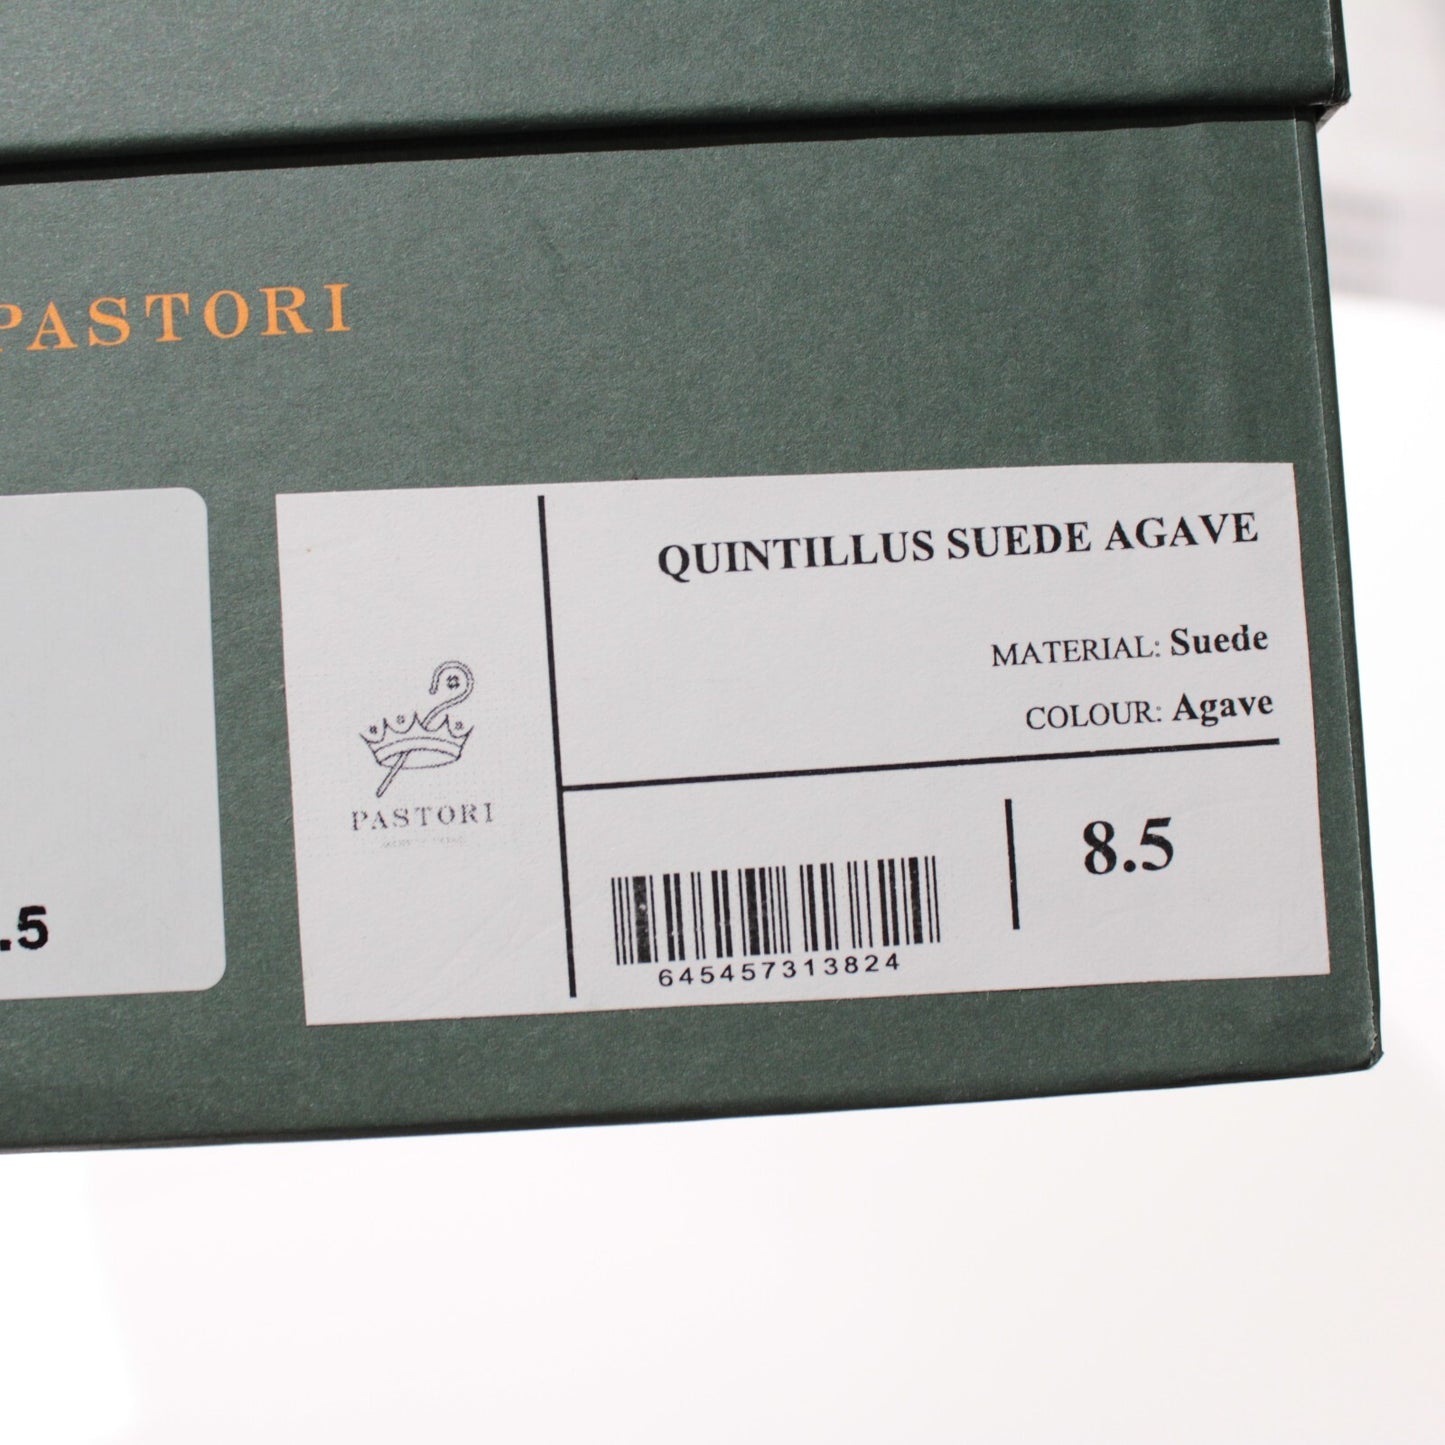 PASTORI
.5
PASTORI
QUINTILLUS SUEDE AGAVE
MATERIAL: Suede
COLOUR: Agave
645457313824
8.5